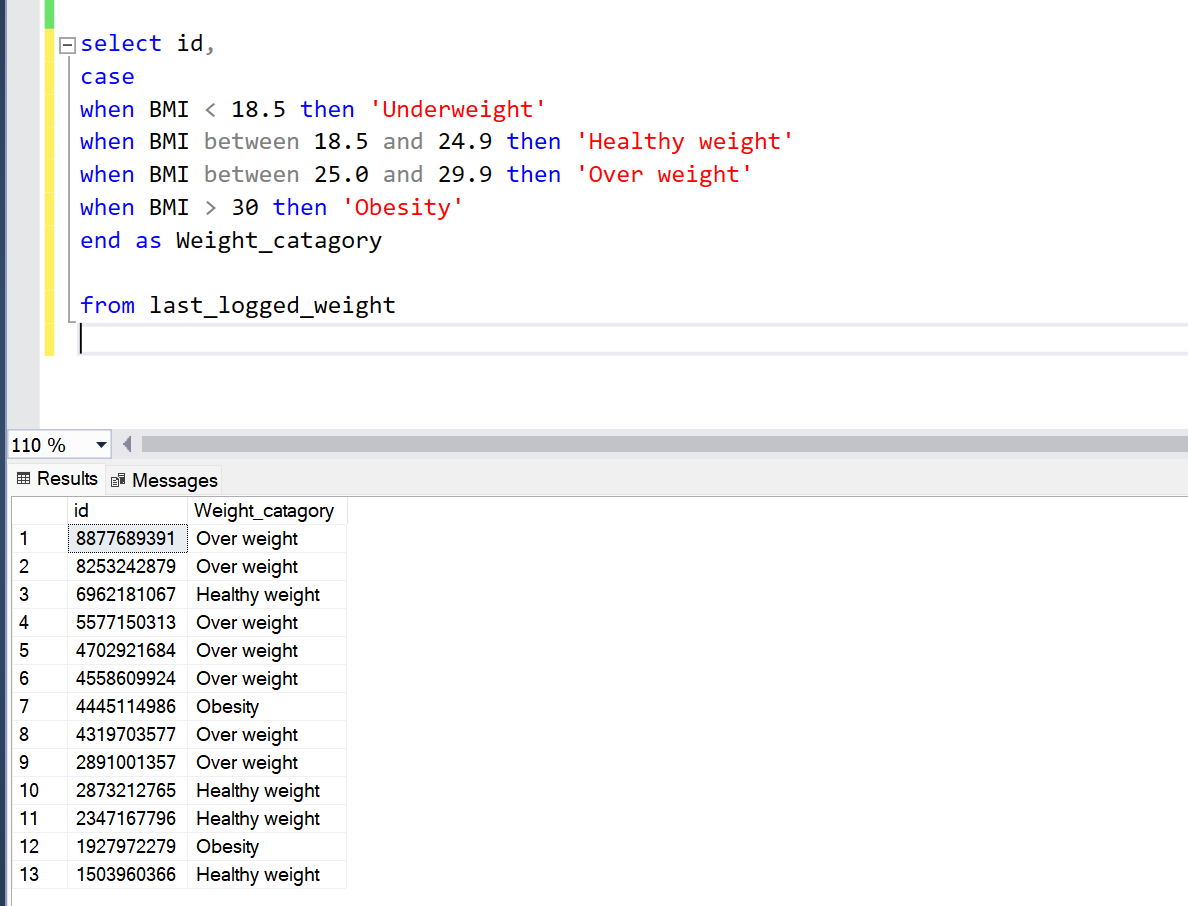 select id,
case
when BMI < 18.5 then 'Underweight'
when BMI between 18.5 and 24.9 then 'Healthy weight'
when BMI between 25.0 and 29.9 then 'Over weight'
when BMI > 30 then 'Obesity'
end as Weight_catagory
from last_logged_weight
110 %
Results Messages
id Weight_catagory
1 8877689391 Over weight
2 8253242879 Over weight
3 6962181067 Healthy weight
4 5577150313 Over weight
5 4702921684 Over weight
6 4558609924 Over weight
7 4445114986 Obesity
8 4319703577 Over weight
9 2891001357 Over weight
10 2873212765 Healthy weight
11 2347167796 Healthy weight
12 1927972279 Obesity
13 1503960366 Healthy weight